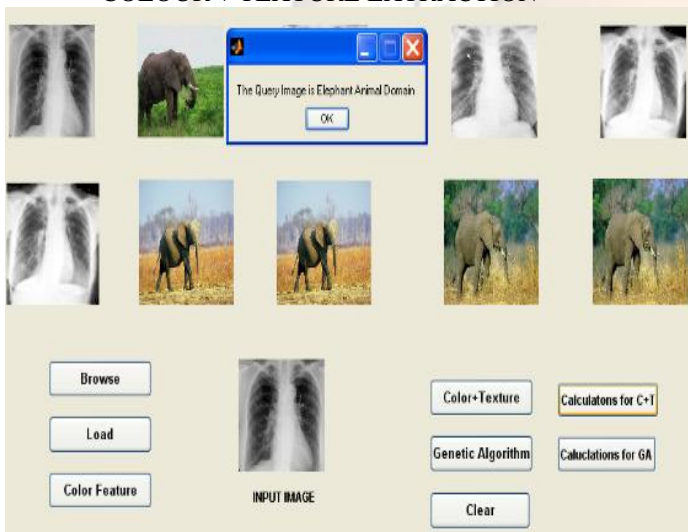 The Query Image is Elephant Animal Domain
OK
Browse
Load
Color Feature
INPUT IMAGE
Color+Texture
Genetic Algorithm
Clear
Calculatons for C+T
Caluclations for GA